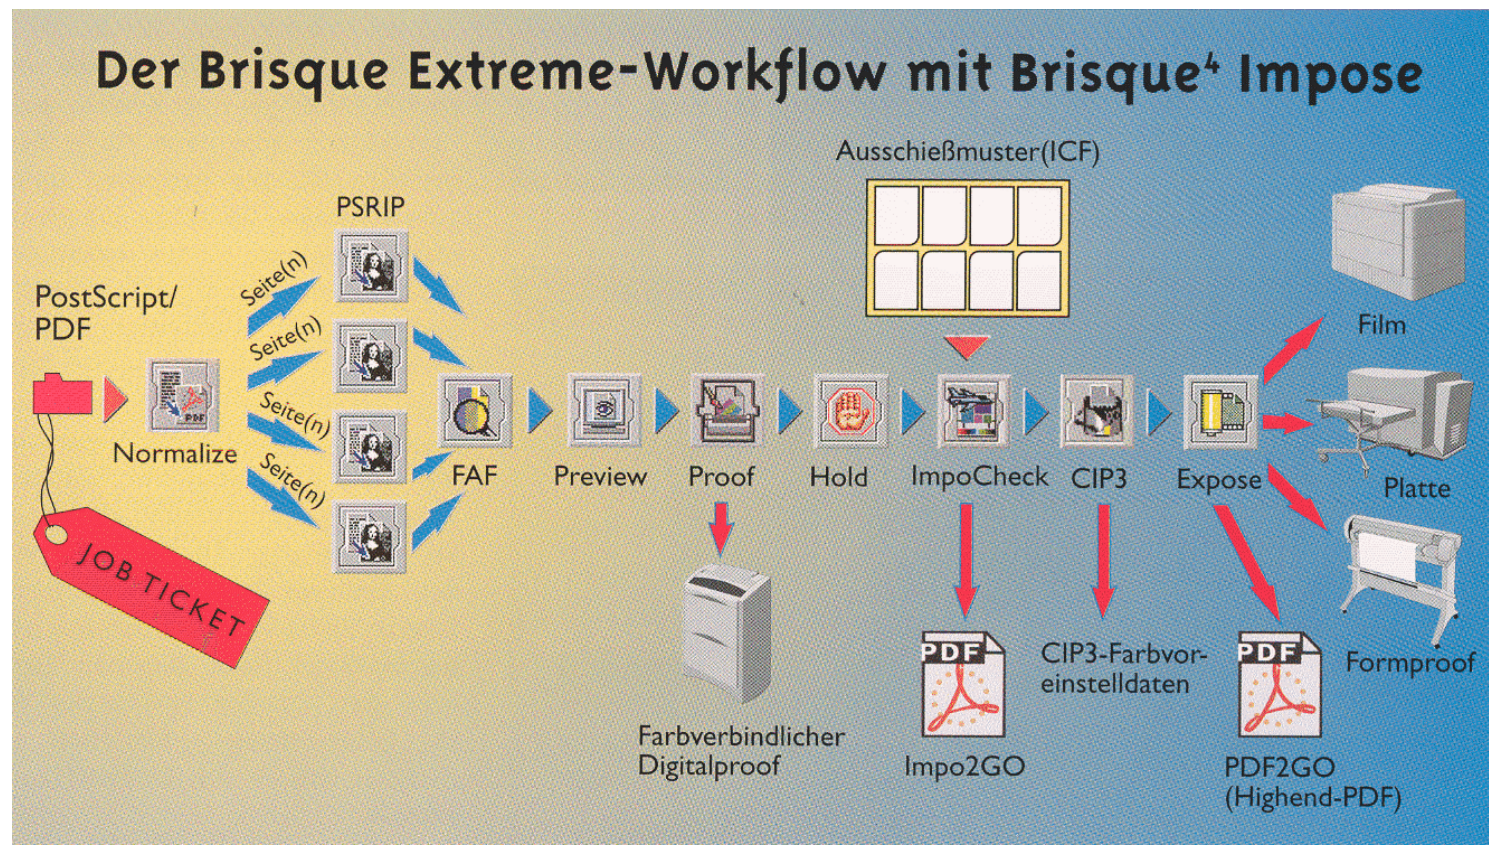 Der Brisque Extreme-Workflow mit Brisque⁴ Impose
Ausschießmuster(ICF)
PSRIP
PostScript/
PDF
Seite(n)
Seite(n)
Seite(n)
Seite(n)
PDF
Normalize
FAF
Preview
Proof
Hold
ImpoCheck
CIP3
Expose
Film
Platte
Formproof
JOB TICKET
Farbverbindlicher
Digitalproof
PDF
Impo2GO
CIP3-Farbvor-
einstelldaten
PDF
PDF2GO
(Highend-PDF)